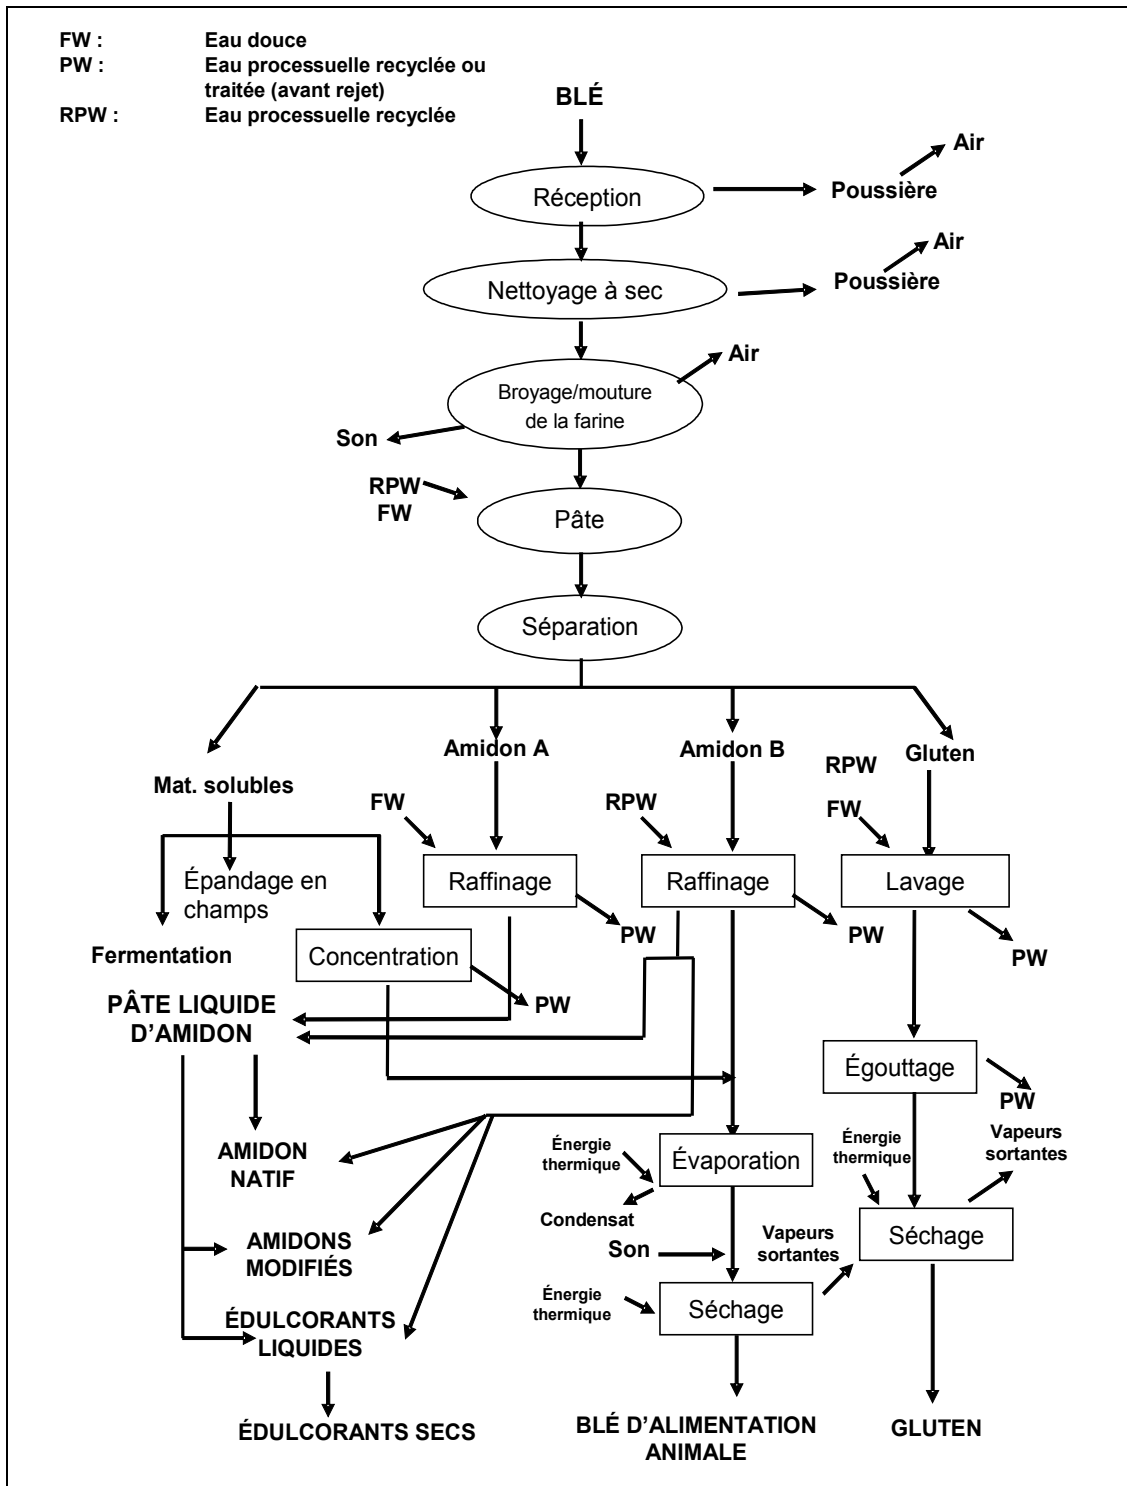 FW : Eau douce
PW : Eau processuelle recyclée ou
traitée (avant rejet)
RPW : Eau processuelle recyclée
BLÉ
Air
Réception
Poussière
Air
Nettoyage à sec
Poussière
Air
Broyage/mouture
de la farine
Son
RPW
FW
Pâte
Séparation
Amidon A
Amidon B
Gluten
Mat. solubles
RPW
FW
RPW
FW
Épandage en
champs
Raffinage
Raffinage
Lavage
Fermentation
Concentration
PW
PW
PW
PW
PÂTE LIQUIDE
D'AMIDON
Égouttage
PW
AMIDON
NATIF
Énergie
thermique
Évaporation
Énergie
thermique
Vapeurs
sortantes
Condensat
Son
Vapeurs
sortantes
Séchage
AMIDONS
MODIFIÉS
Énergie
thermique
Séchage
ÉDULCORANTS
LIQUIDES
ÉDULCORANTS SECS
BLÉ D'ALIMENTATION
ANIMALE
GLUTEN